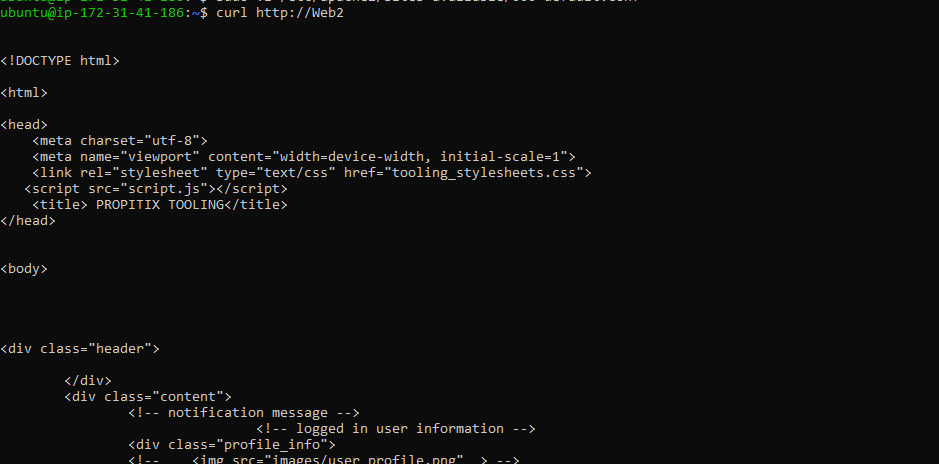 ubuntu@ip-172-31-41-186:~$ curl http://Web2
<!DOCTYPE html>
<html>
<head>
    <meta charset="utf-8">
    <meta name="viewport" content="width=device-width, initial-scale=1">
    <link rel="stylesheet" type="text/css" href="tooling_stylesheets.css">
   <script src="script.js"></script>
    <title> PROPITIX TOOLING</title>
</head>
<body>
<div class="header">
        </div>
        <div class="content">
                <!-- notification message -->
                                <!-- logged in user information -->
                <div class="profile_info">
                <!--    <img src="images/user_profile.png"  > -->